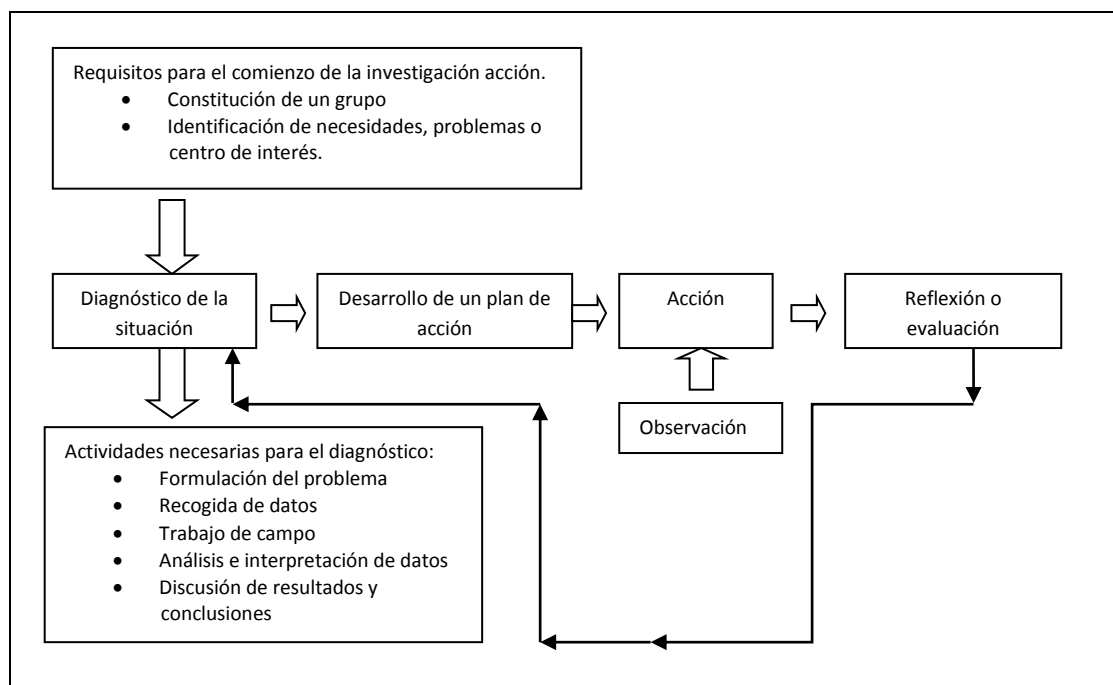 Requisitos para el comienzo de la investigación acción.
• Constitución de un grupo
• Identificación de necesidades, problemas o
centro de interés.
Diagnóstico de la
situación
Desarrollo de un plan de
acción
Acción
Reflexión o
evaluación
Observación
Actividades necesarias para el diagnóstico:
• Formulación del problema
• Recogida de datos
• Trabajo de campo
• Análisis e interpretación de datos
• Discusión de resultados y
conclusiones